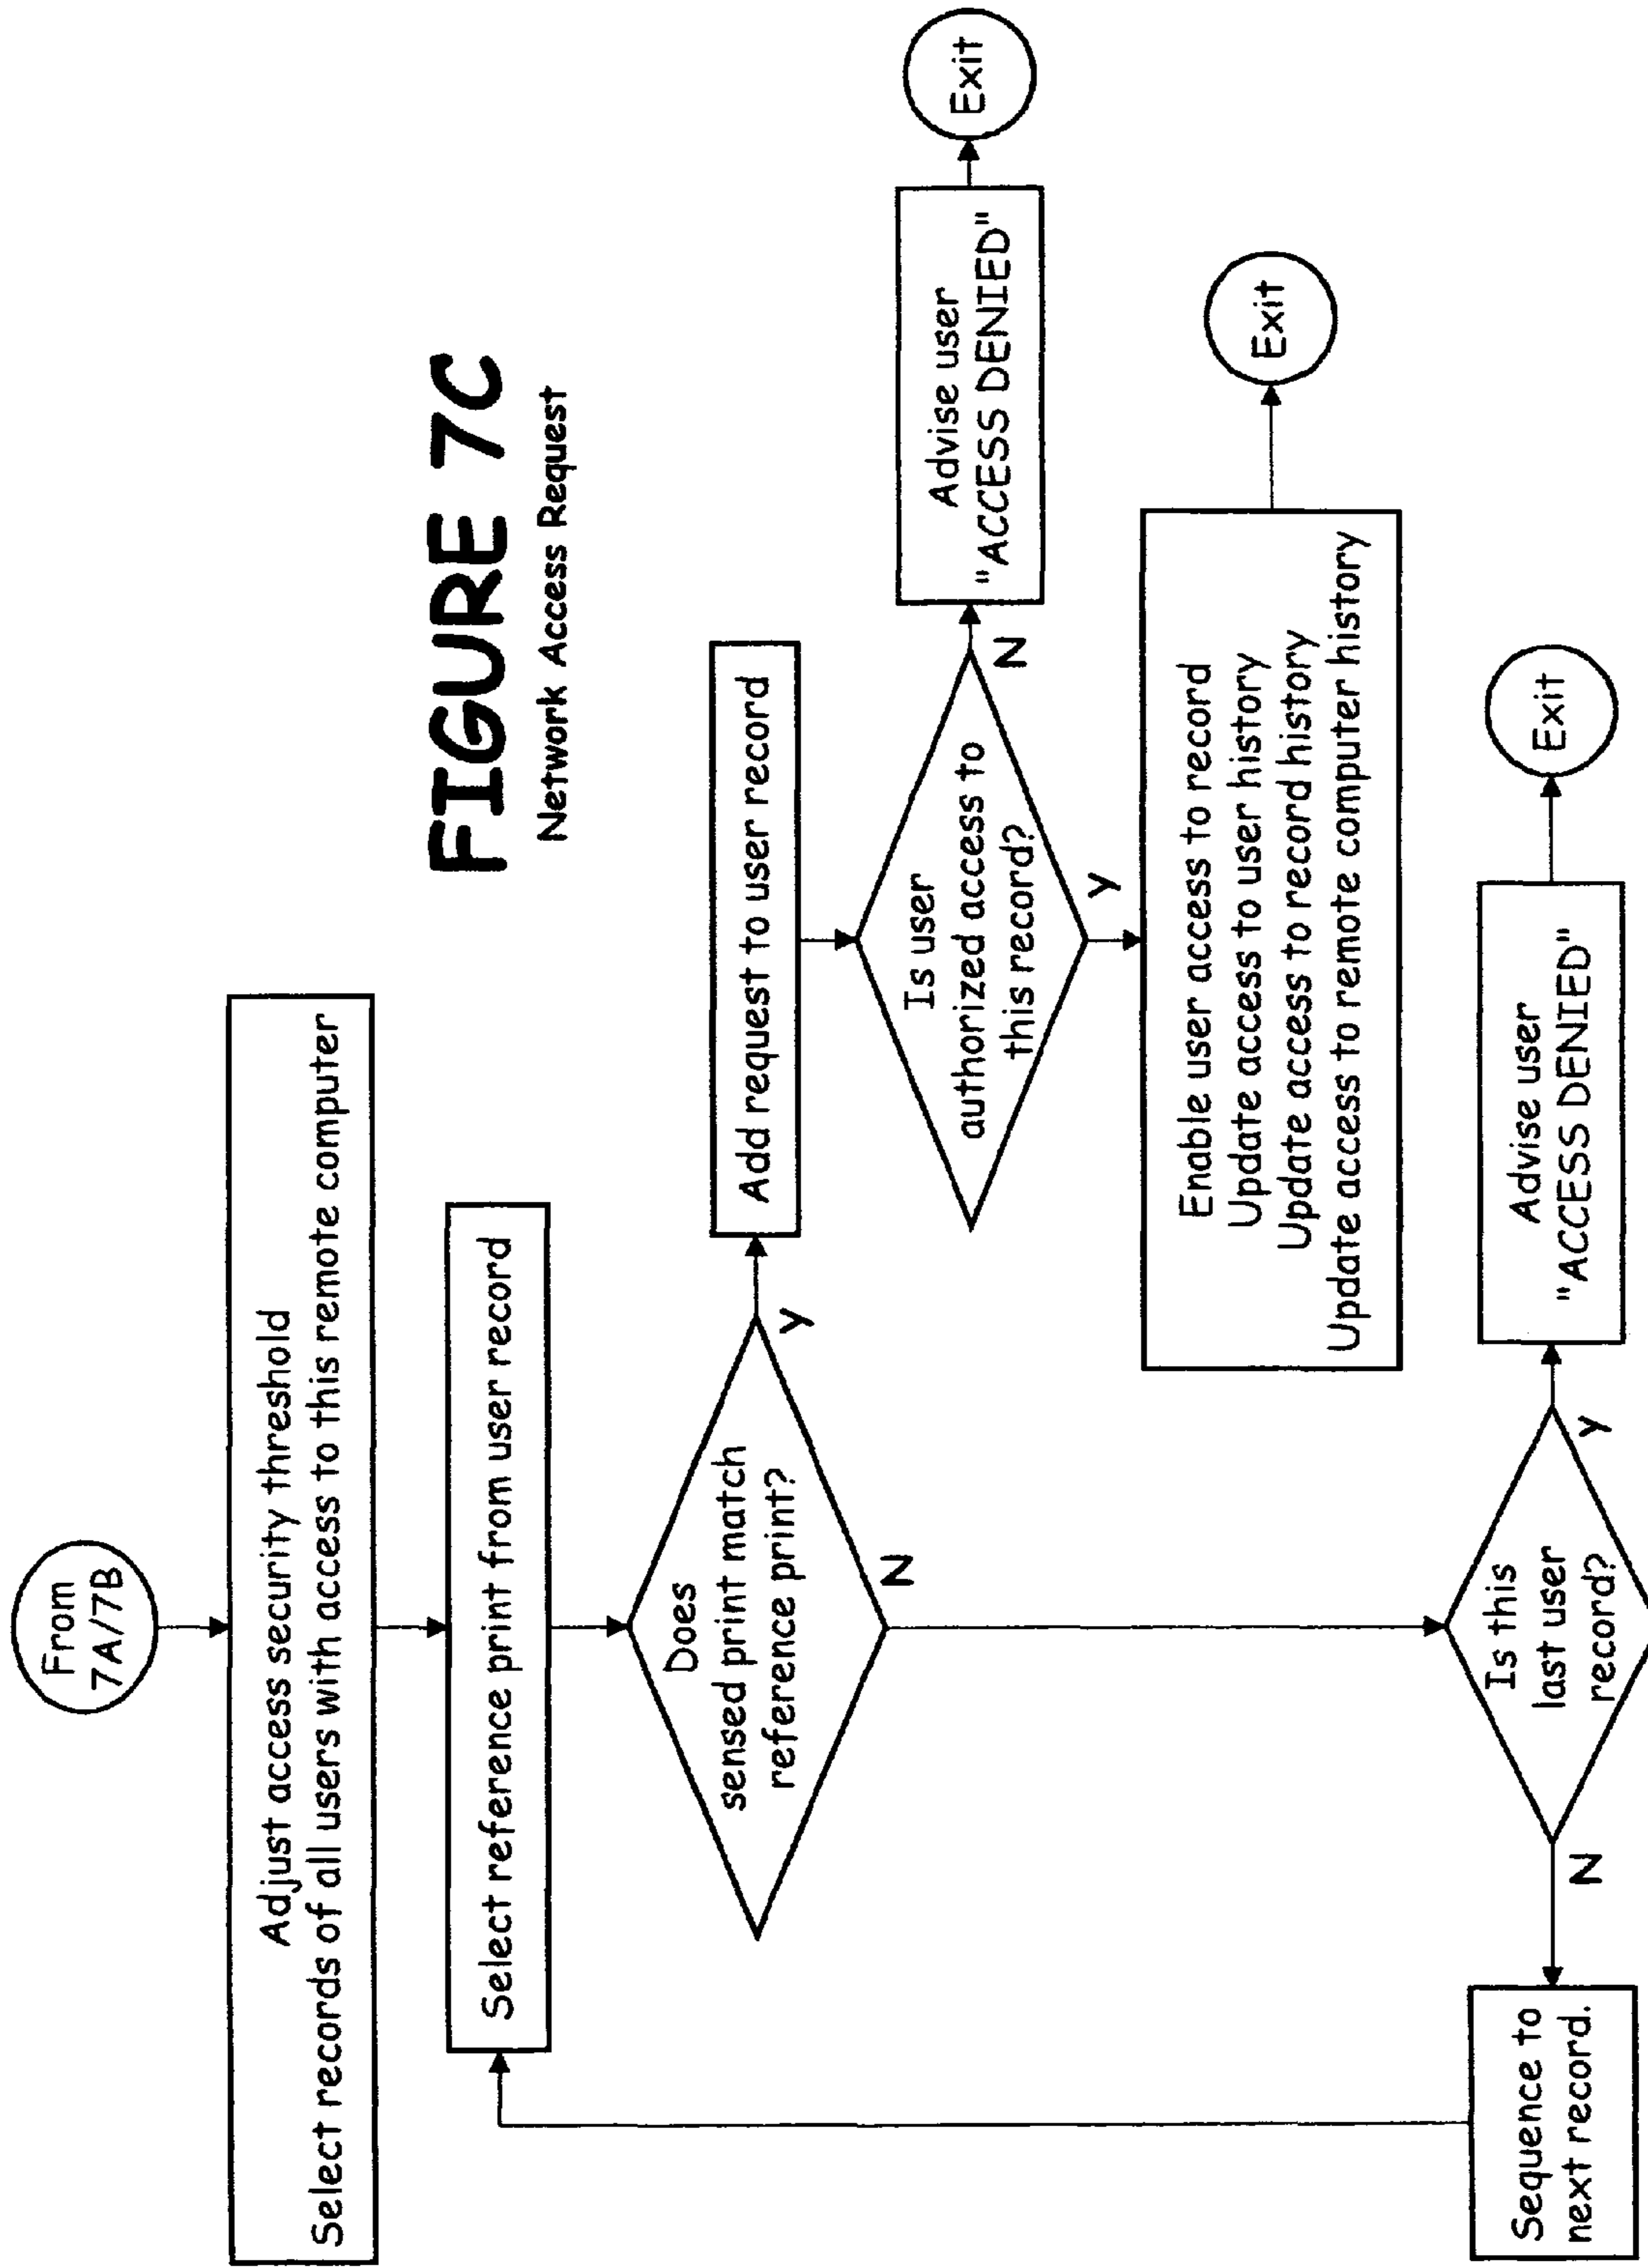 FIGURE 7C
Network Access Request
From
7A/7B
Adjust access security threshold
Select records of all users with access to this remote computer
Select reference print from user record
Does
sensed print match
reference print?
Y
N
Add request to user record
Is user
authorized access to
this record?
N
Y
Advise user
"ACCESS DENIED"
Exit
Enable user access to record
Update access to user history
Update access to record history
Update access to remote computer history
Exit
Is this
last user
record?
Y
N
Advise user
"ACCESS DENIED"
Exit
Sequence to
next record.